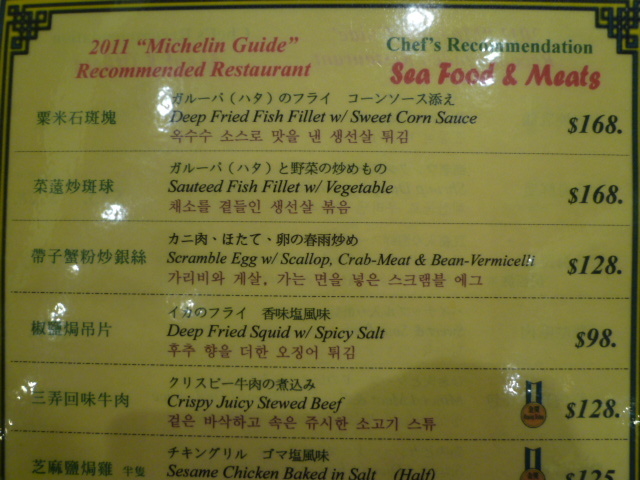 2011 “Michelin Guide”
Recommended Restaurant
Chef's Recommendation
Sea Food & Meats
粟米石斑塊
ガルーパ（ハタ）のフライ　コーンソース添え
Deep Fried Fish Fillet w/ Sweet Corn Sauce
옥수수 소스로 맛을 낸 생선살 튀김
$168.
菜薳炒斑球
ガルーパ（ハタ）と野菜の炒めもの
Sauteed Fish Fillet w/ Vegetable
채소를 곁들인 생선살 볶음
$168.
帶子蟹粉炒銀絲
カニ肉、ほたて、卵の春雨炒め
Scramble Egg w/ Scallop, Crab-Meat & Bean-Vermicelli
가리비와 게살, 가는 면을 넣은 스크램블 에그
$128.
椒鹽焗吊片
イカのフライ　香味塩風味
Deep Fried Squid w/ Spicy Salt
후추 향을 더한 오징어 튀김
$98.
三弄回味牛肉
クリスピー牛肉の煮込み
Crispy Juicy Stewed Beef
겉은 바삭하고 속은 쥬시한 소고기 스튜
$128.
芝麻鹽焗雞 半隻
チキングリル　ゴマ塩風味
Sesame Chicken Baked in Salt (Half)
$125